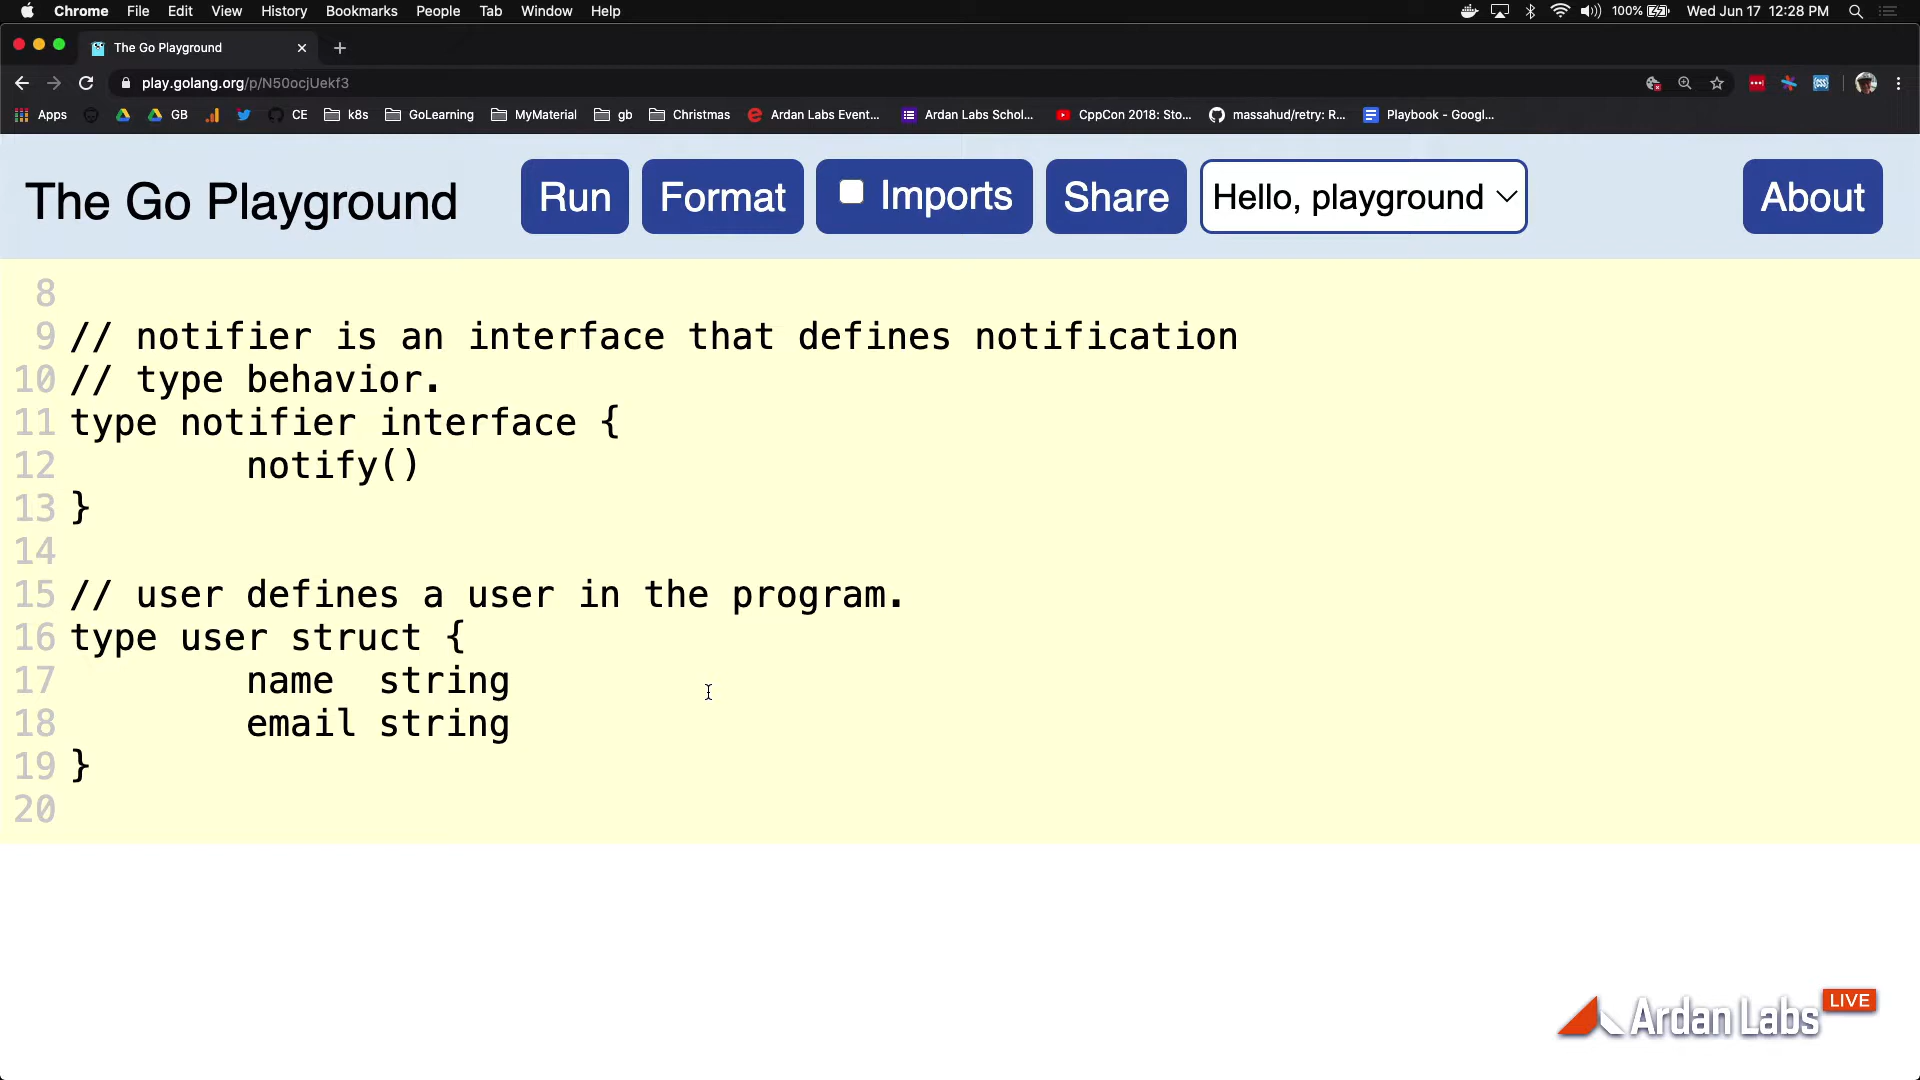 Chrome File Edit View History Bookmarks People Tab Window Help 100% Wed Jun 17 12:28 PM
The Go Playground
play.golang.org/p/N50ocjUekf3
Apps GB CE k8s GoLearning MyMaterial gb Christmas Ardan Labs Event... Ardan Labs Schol... CppCon 2018: Sto... massahud/retry: R... Playbook - Googl...
The Go Playground Run Format Imports Share Hello, playground About
8
9 // notifier is an interface that defines notification
10 // type behavior.
11 type notifier interface {
12 notify()
13 }
14
15 // user defines a user in the program.
16 type user struct {
17 name string
18 email string
19 }
20
Ardan Labs LIVE